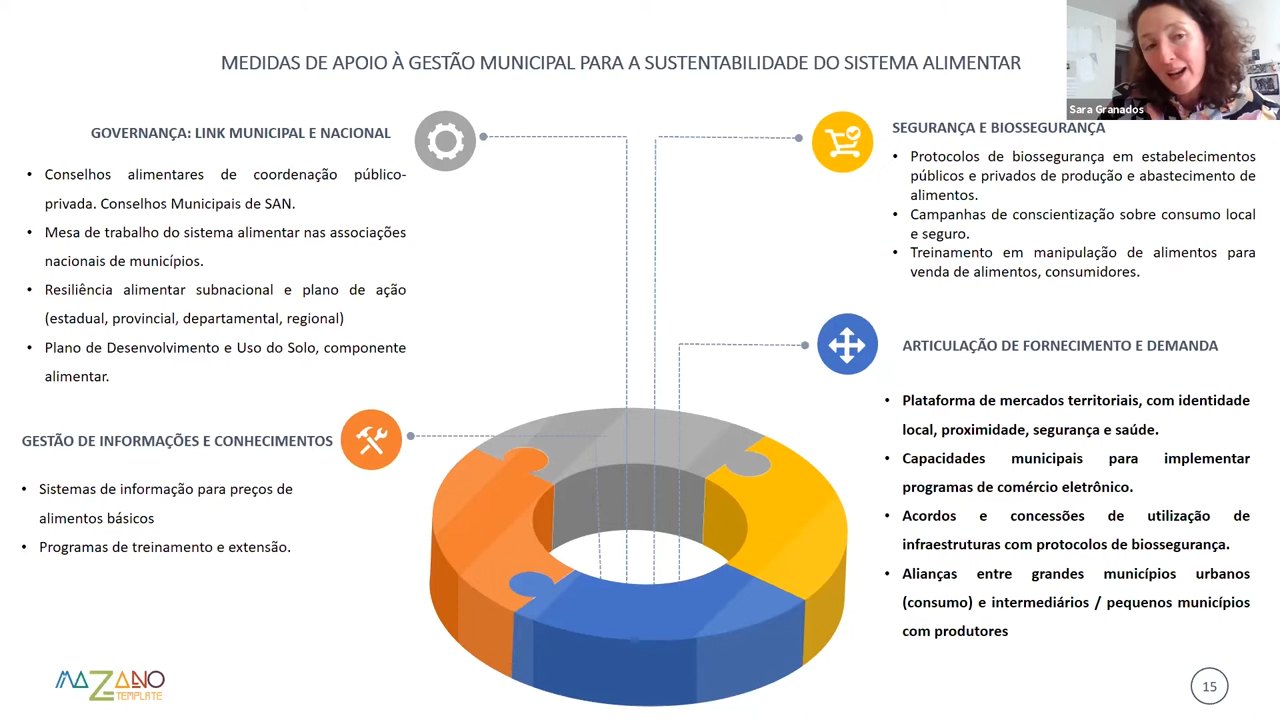 MEDIDAS DE APOIO À GESTÃO MUNICIPAL PARA A SUSTENTABILIDADE DO SISTEMA ALIMENTAR
Sara Granados
GOVERNANÇA: LINK MUNICIPAL E NACIONAL
• Conselhos alimentares de coordenação público-
privada. Conselhos Municipais de SAN.
• Mesa de trabalho do sistema alimentar nas associações
nacionais de municípios.
• Resiliência alimentar subnacional e plano de ação
(estadual, provincial, departamental, regional)
• Plano de Desenvolvimento e Uso do Solo, componente
alimentar.
GESTÃO DE INFORMAÇÕES E CONHECIMENTOS
• Sistemas de informação para preços de
alimentos básicos
• Programas de treinamento e extensão.
SEGURANÇA E BIOSSEGURANÇA
• Protocolos de biossegurança em estabelecimentos
públicos e privados de produção e abastecimento de
alimentos.
• Campanhas de conscientização sobre consumo local
e seguro.
• Treinamento em manipulação de alimentos para
venda de alimentos, consumidores.
ARTICULAÇÃO DE FORNECIMENTO E DEMANDA
• Plataforma de mercados territoriais, com identidade
local, proximidade, segurança e saúde.
• Capacidades municipais para implementar
programas de comércio eletrônico.
• Acordos e concessões de utilização de
infraestruturas com protocolos de biossegurança.
• Alianças entre grandes municípios urbanos
(consumo) e intermediários / pequenos municípios
com produtores
MAZZANO
TEMPLATE
15